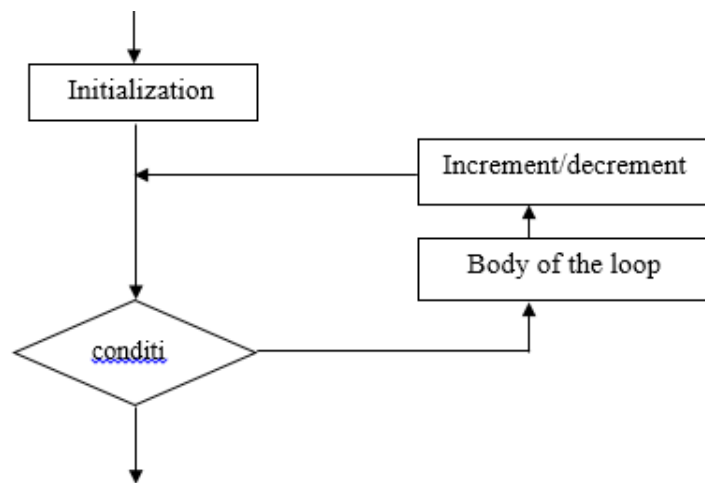 Initialization
Increment/decrement
Body of the loop
conditi